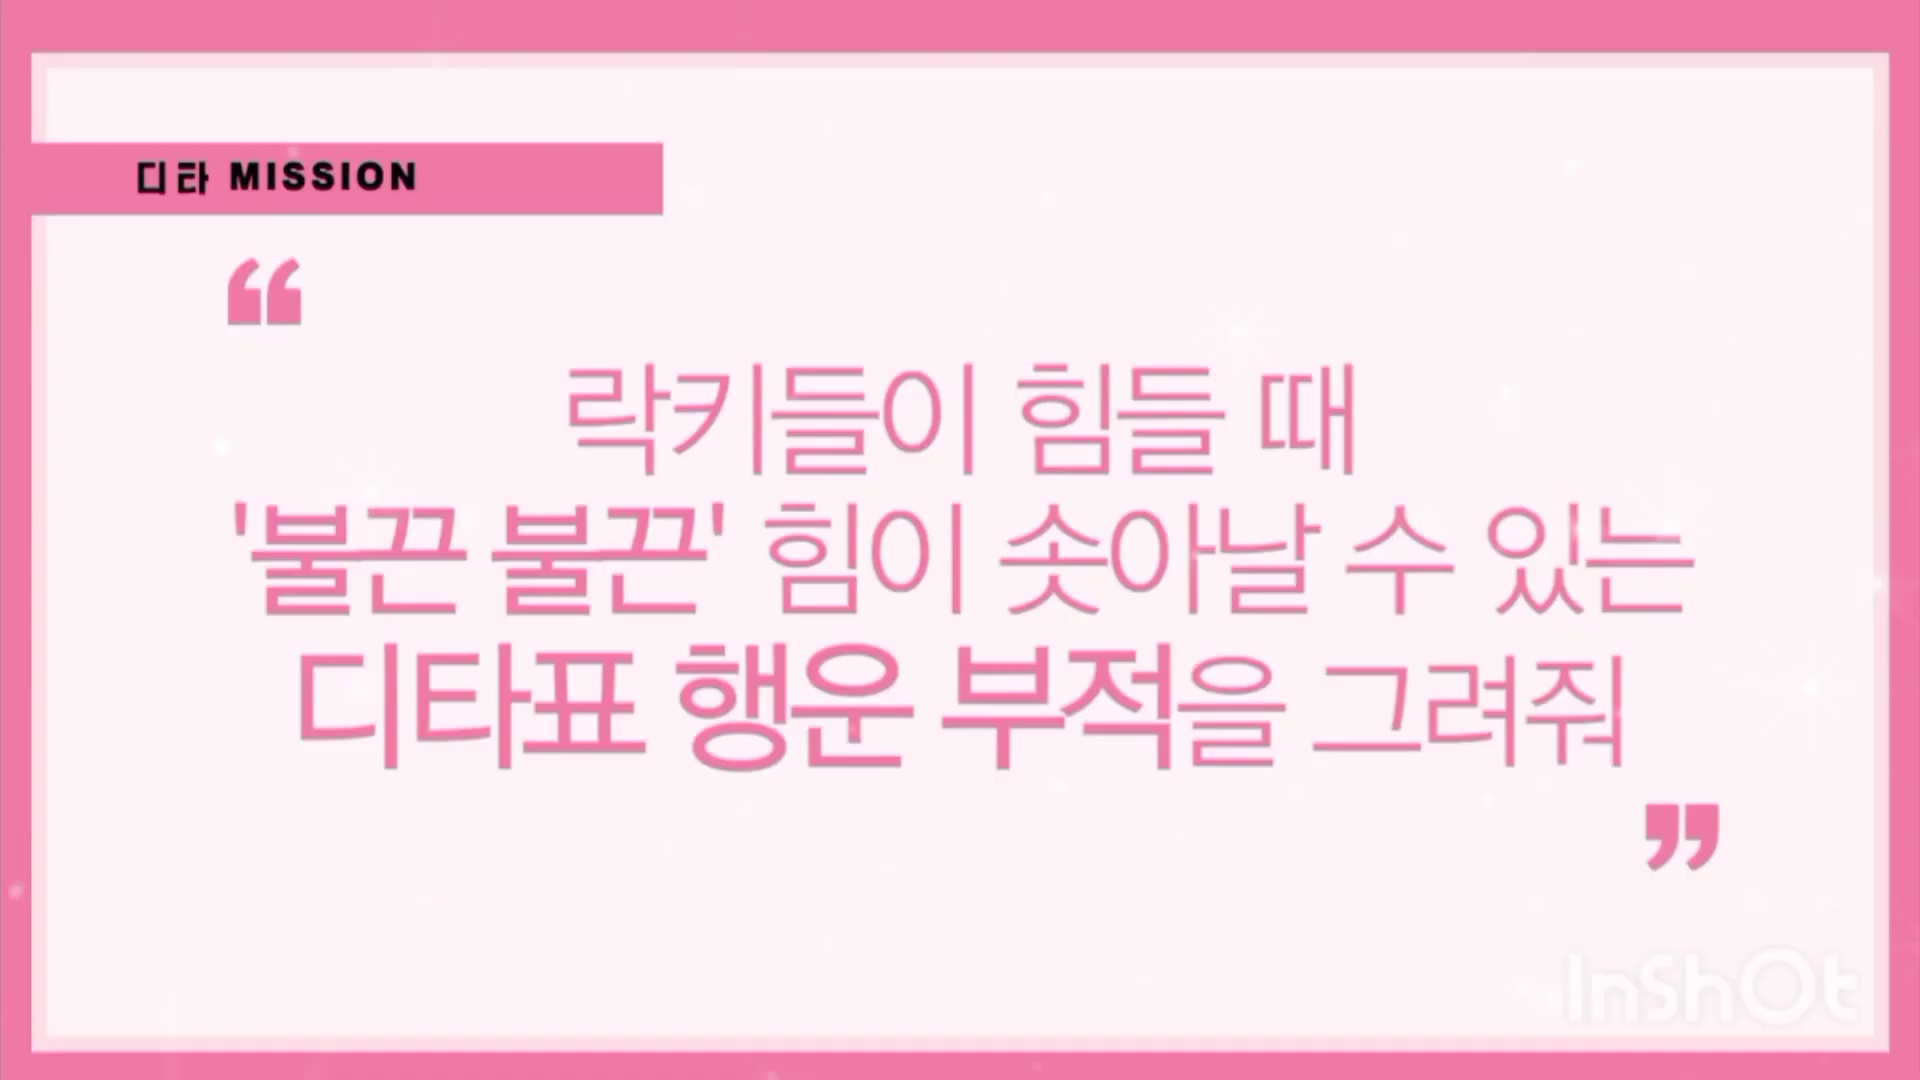 디타 MISSION
“
락키들이 힘들 때
'불끈 불끈' 힘이 솟아날 수 있는
디타표 행운 부적을 그려줘
”
InShOt